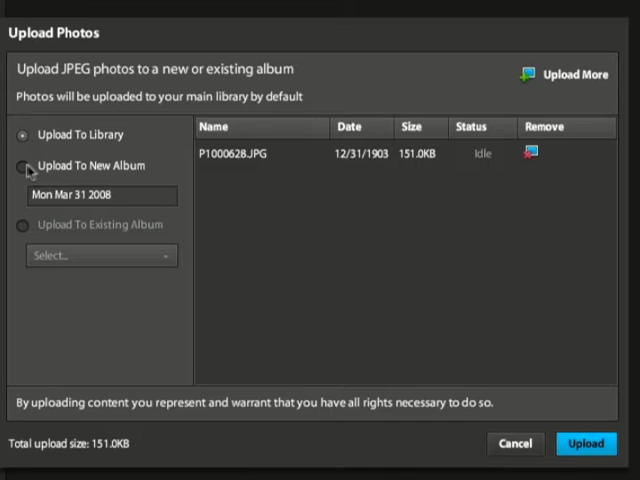 Upload Photos
Upload JPEG photos to a new or existing album
Upload More
Photos will be uploaded to your main library by default
Upload To Library
Upload To New Album
Mon Mar 31 2008
Upload To Existing Album
Select...
Name Date Size Status Remove
P1000628.JPG 12/31/1903 151.0KB Idle
By uploading content you represent and warrant that you have all rights necessary to do so.
Total upload size: 151.0KB
Cancel
Upload